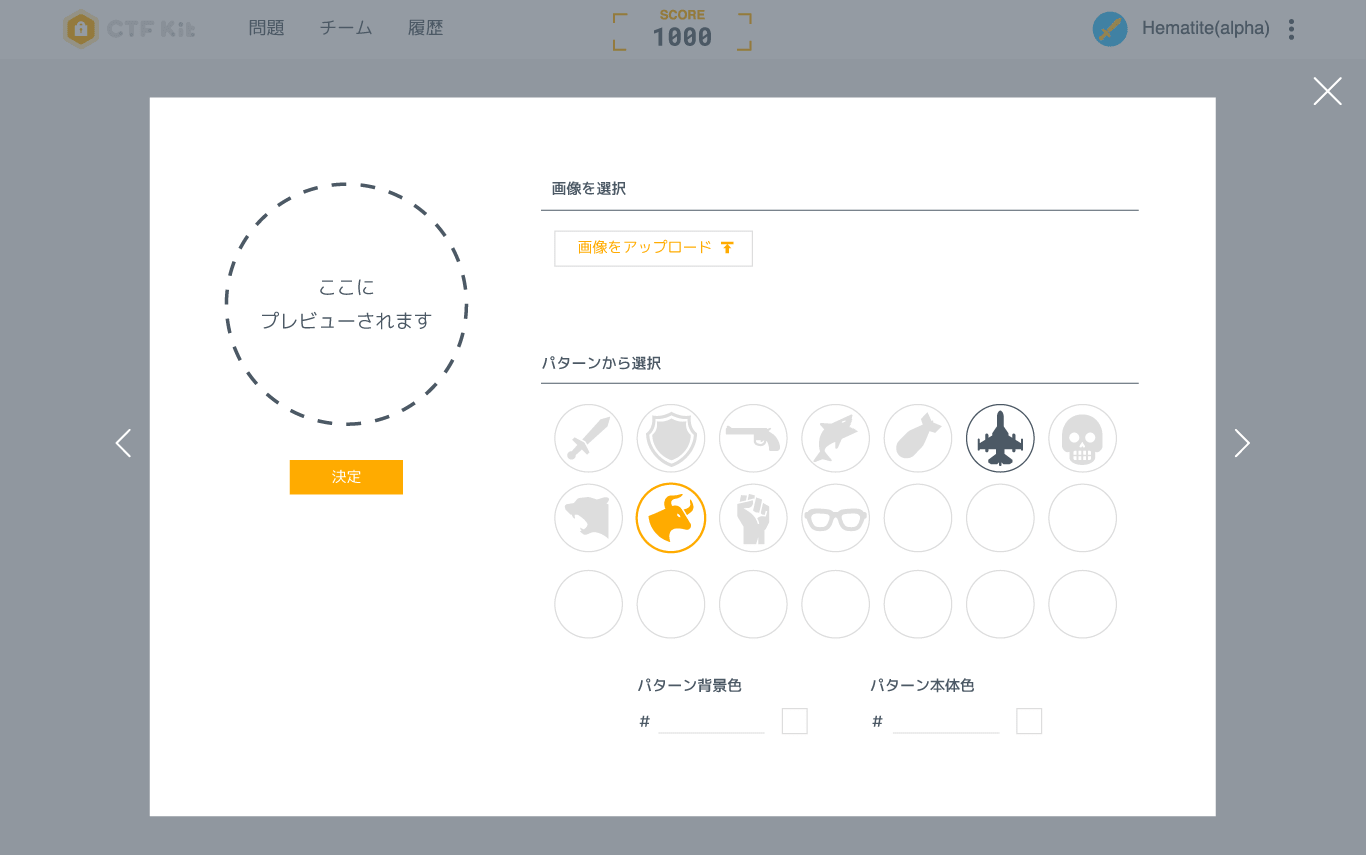 CTF Kit
問題
チーム
履歴
SCORE
1000
Hematite(alpha)
ここに
プレビューされます
決定
画像を選択
画像をアップロード
パターンから選択
パターン背景色
パターン本体色
#
#